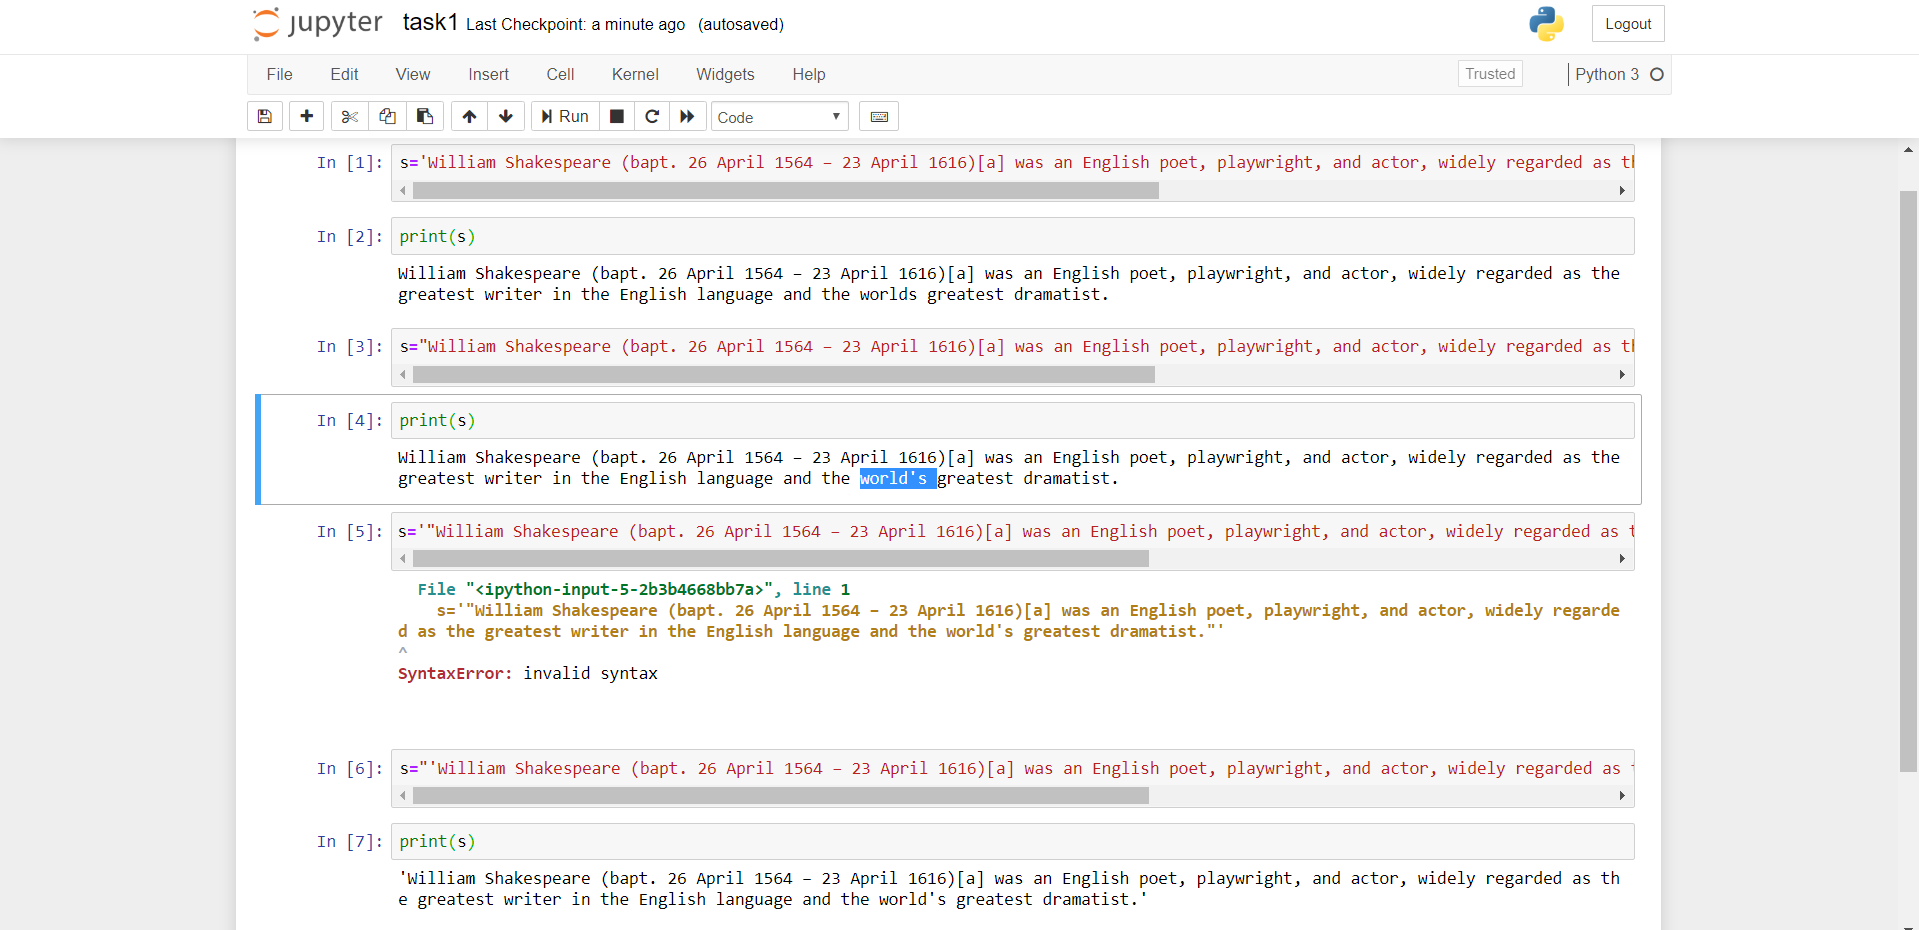 jupyter task1 Last Checkpoint: a minute ago (autosaved) Logout
File Edit View Insert Cell Kernel Widgets Help Trusted Python 3
Run Code
In [1]: s='William Shakespeare (bapt. 26 April 1564 – 23 April 1616)[a] was an English poet, playwright, and actor, widely regarded as th
In [2]: print(s)
William Shakespeare (bapt. 26 April 1564 – 23 April 1616)[a] was an English poet, playwright, and actor, widely regarded as the
greatest writer in the English language and the worlds greatest dramatist.
In [3]: s="William Shakespeare (bapt. 26 April 1564 – 23 April 1616)[a] was an English poet, playwright, and actor, widely regarded as th
In [4]: print(s)
William Shakespeare (bapt. 26 April 1564 – 23 April 1616)[a] was an English poet, playwright, and actor, widely regarded as the
greatest writer in the English language and the world's greatest dramatist.
In [5]: s='"William Shakespeare (bapt. 26 April 1564 – 23 April 1616)[a] was an English poet, playwright, and actor, widely regarded as t
File "<ipython-input-5-2b3b4668bb7a>", line 1
s='"William Shakespeare (bapt. 26 April 1564 – 23 April 1616)[a] was an English poet, playwright, and actor, widely regarde
d as the greatest writer in the English language and the world's greatest dramatist."'
^
SyntaxError: invalid syntax
In [6]: s="'William Shakespeare (bapt. 26 April 1564 – 23 April 1616)[a] was an English poet, playwright, and actor, widely regarded as
In [7]: print(s)
'William Shakespeare (bapt. 26 April 1564 – 23 April 1616)[a] was an English poet, playwright, and actor, widely regarded as th
e greatest writer in the English language and the world's greatest dramatist.'